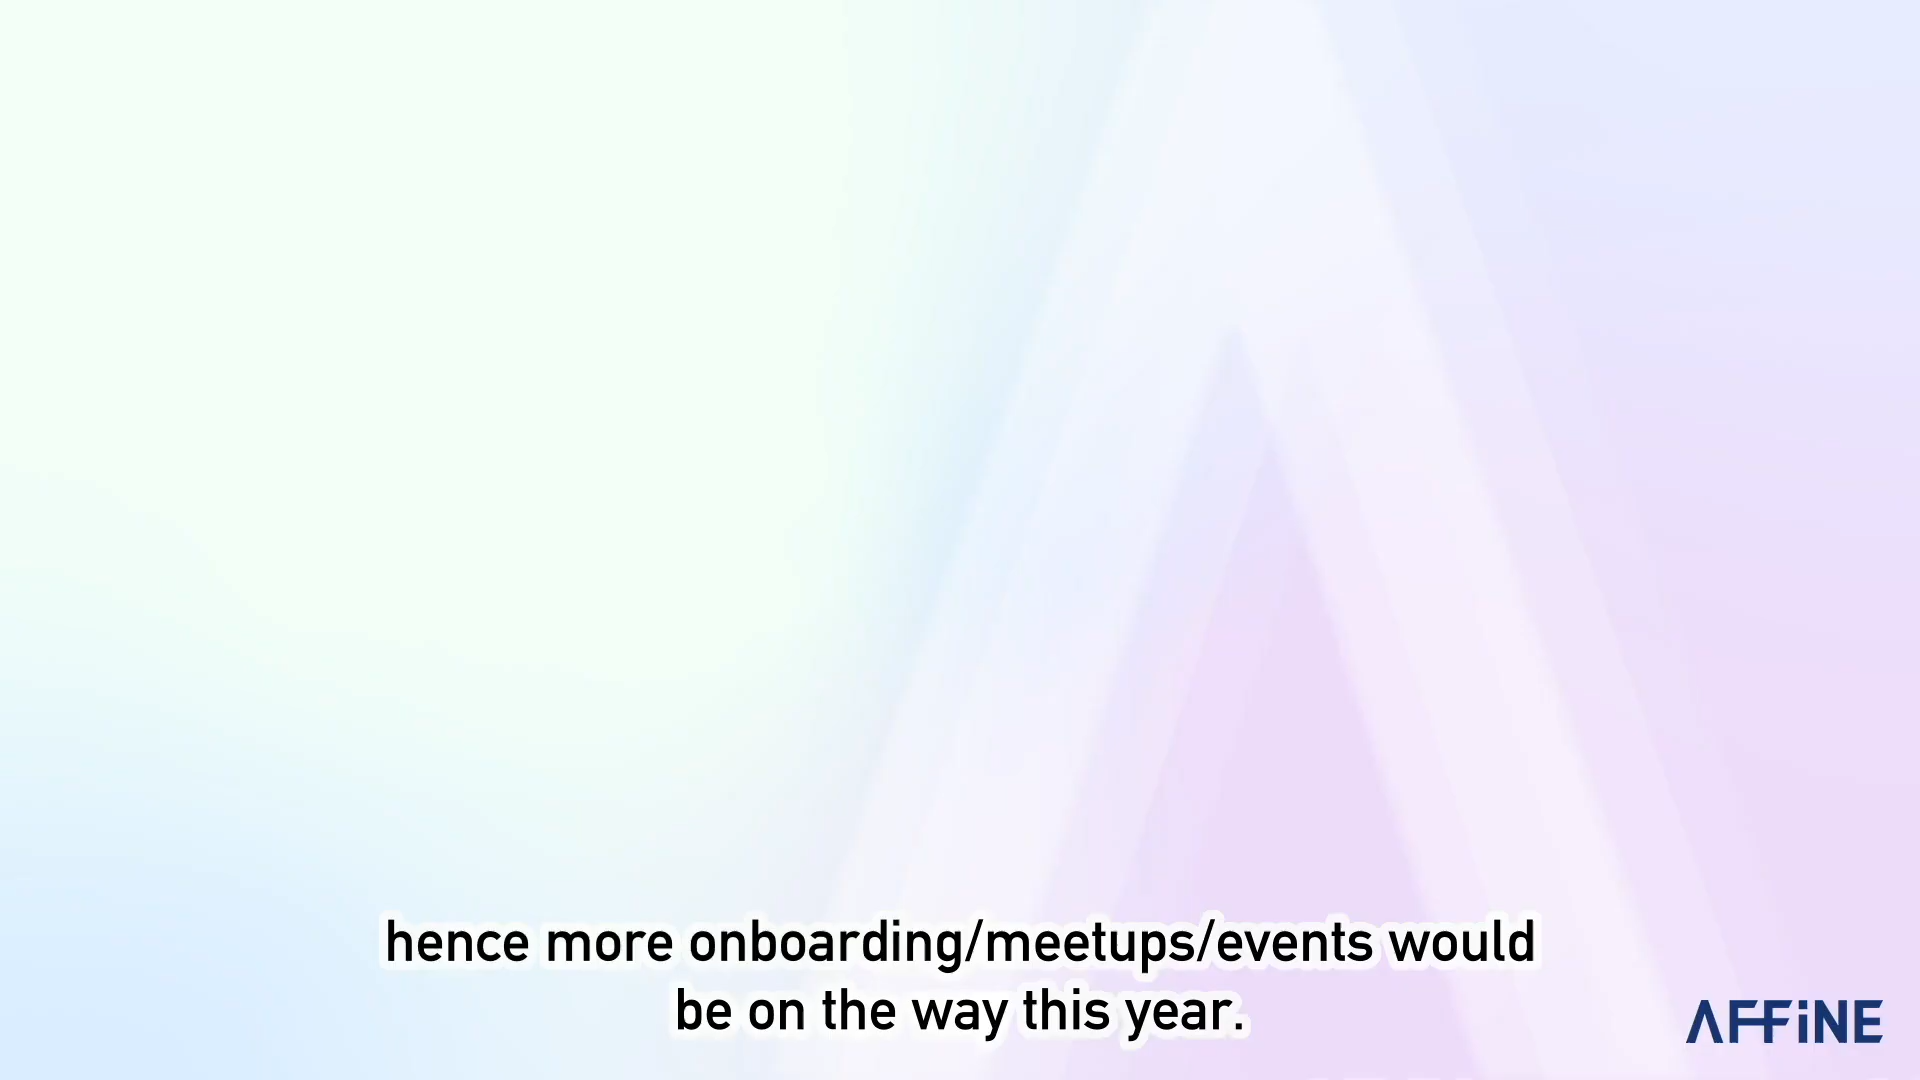 hence more onboarding/meetups/events would
be on the way this year.
AFFiNE